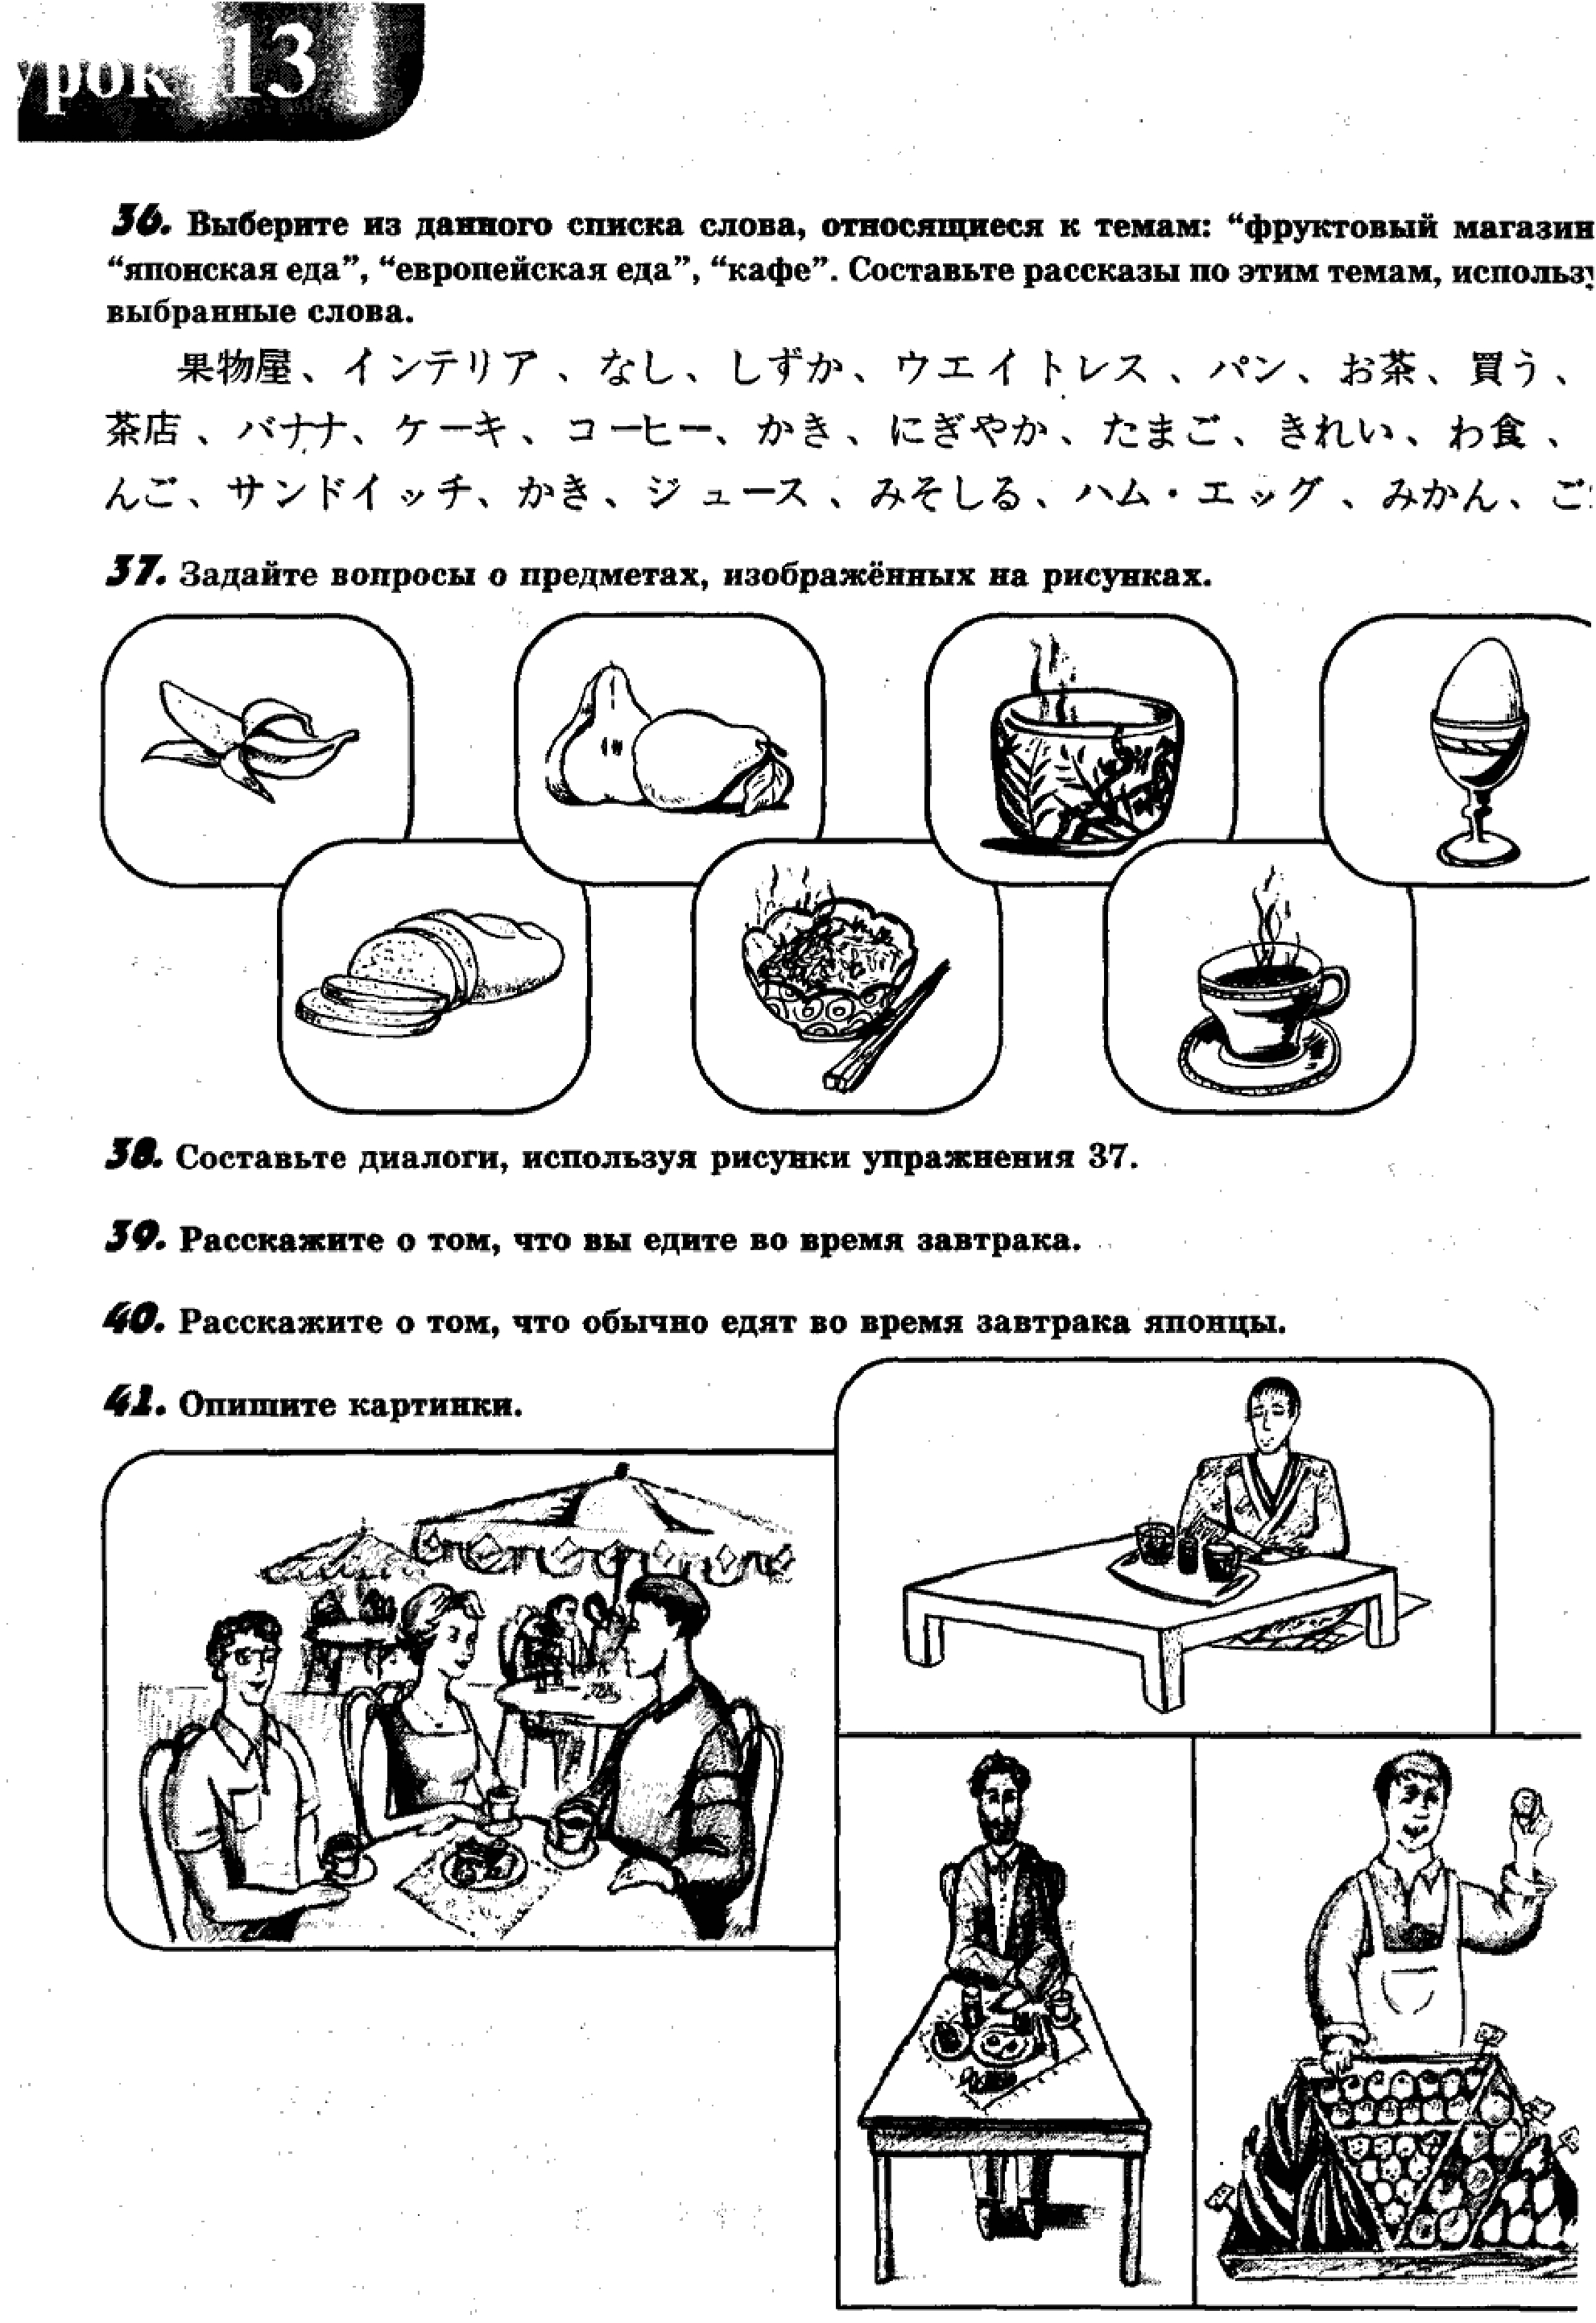 урок 13
36. Выберите из данного списка слова, относящиеся к темам: “фруктовый магазин
“японская еда”, “европейская еда”, “кафе”. Составьте рассказы по этим темам, использу
выбранные слова.
果物屋、インテリア、なし、しずか、ウエイトレス、パン、お茶、買う、
茶店、バナナ、ケーキ、コーヒー、かき、にぎやか、たまご、きれい、わ食、
んご、サンドイッチ、かき、ジュース、みそしる、ハム・エッグ、みかん、ご
37. Задайте вопросы о предметах, изображённых на рисунках.
38. Составьте диалоги, используя рисунки упражнения 37.
39. Расскажите о том, что вы едите во время завтрака.
40. Расскажите о том, что обычно едят во время завтрака японцы.
41. Опишите картинки.